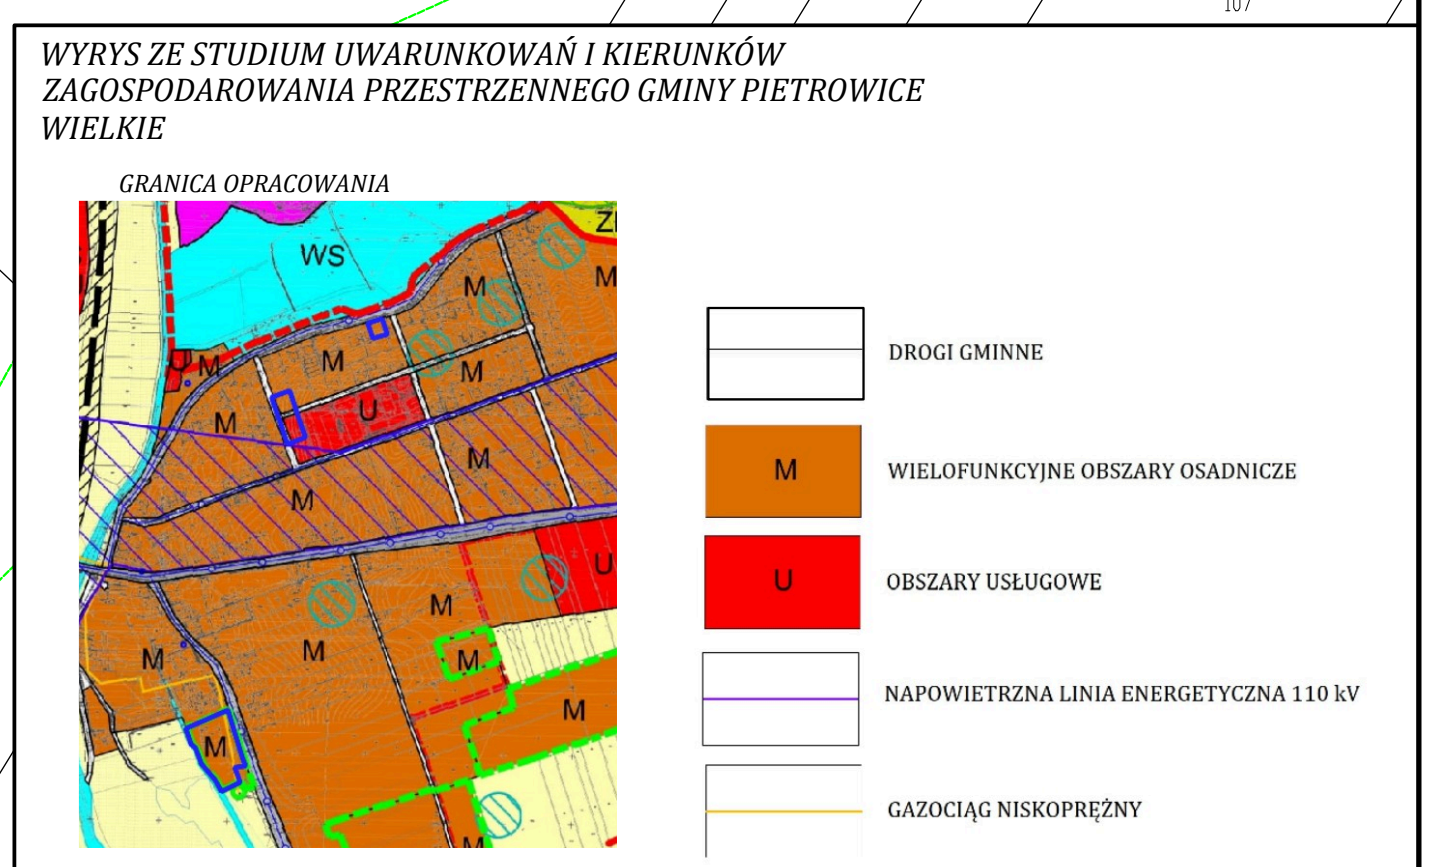 107
WYRYS ZE STUDIUM UWARUNKOWAŃ I KIERUNKÓW
ZAGOSPODAROWANIA PRZESTRZENNEGO GMINY PIETROWICE
WIELKIE
GRANICA OPRACOWANIA
WS
M
M
M
M
M
U
M
U
M
M
M
U
M
M
M
M
M
M
M
DROGI GMINNE
M
WIELOFUNKCYJNE OBSZARY OSADNICZE
U
OBSZARY USŁUGOWE
NAPOWIETRZNA LINIA ENERGETYCZNA 110 kV
GAZOCIĄG NISKOPRĘŻNY